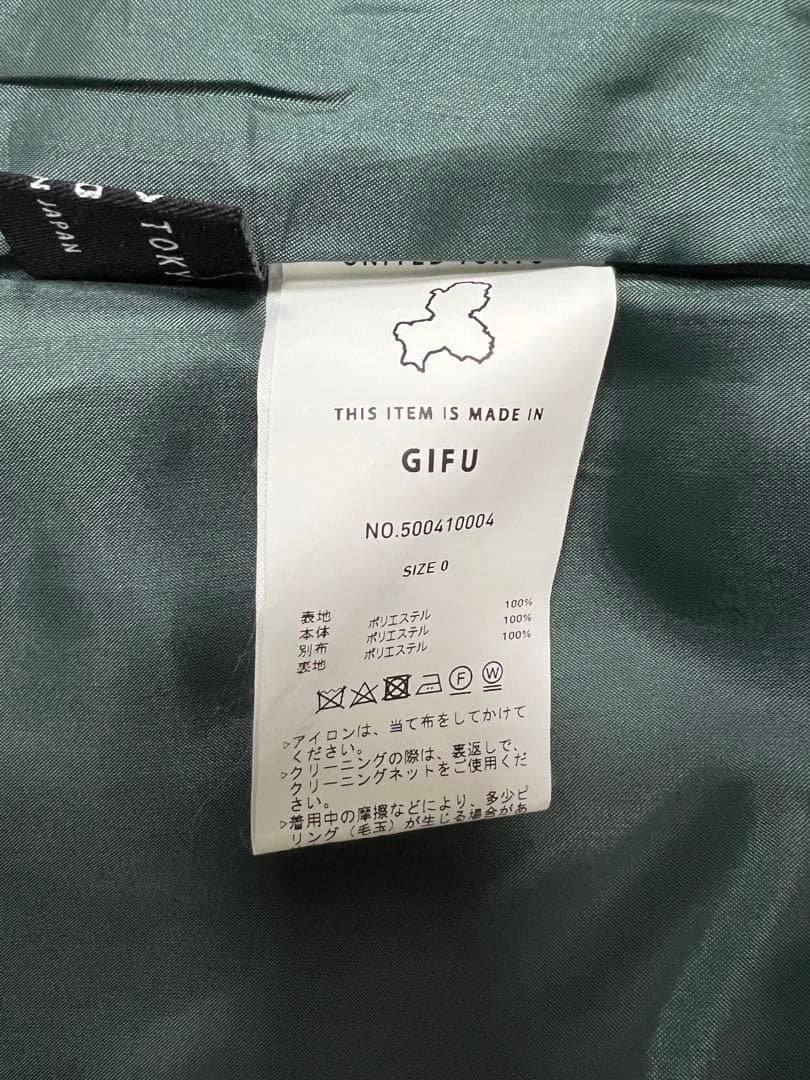 TOKY
N JAPAN
UNITED TOKYO
THIS ITEM IS MADE IN
GIFU
NO.500410004
SIZE 0
表地
本体 ポリエステル 100%
別布 ポリエステル 100%
裏地 ポリエステル 100%
F W
▷アイロンは、当て布をしてかけて
ください。
▷クリーニングの際は、裏返しで、
クリーニングネットをご使用くだ
さい。
▷着用中の摩擦などにより、多少ピ
リング（毛玉）が生じる場合があ